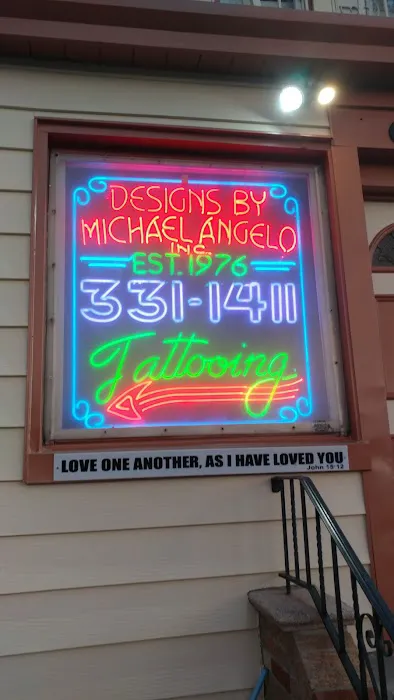 DESIGNS BY
MICHAEL ANGELO
INC
EST. 1976
331-1411
Tattooing
LOVE ONE ANOTHER, AS I HAVE LOVED YOU
John 15:12